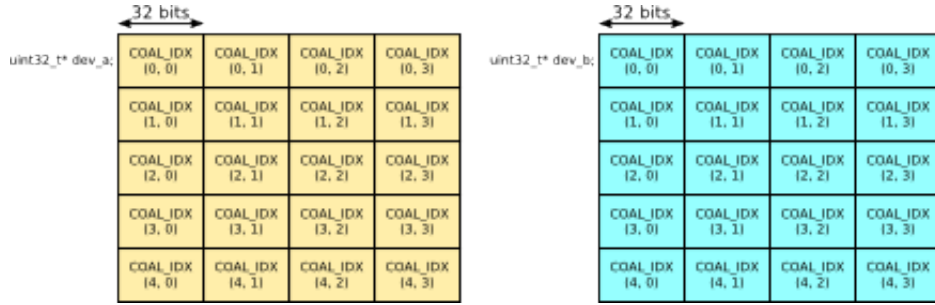 32 bits
32 bits
uint32_t* dev_a;
COAL_IDX
(0, 0)
COAL_IDX
(0, 1)
COAL_IDX
(0, 2)
COAL_IDX
(0, 3)
COAL_IDX
(1, 0)
COAL_IDX
(1, 1)
COAL_IDX
(1, 2)
COAL_IDX
(1, 3)
COAL_IDX
(2, 0)
COAL_IDX
(2, 1)
COAL_IDX
(2, 2)
COAL_IDX
(2, 3)
COAL_IDX
(3, 0)
COAL_IDX
(3, 1)
COAL_IDX
(3, 2)
COAL_IDX
(3, 3)
COAL_IDX
(4, 0)
COAL_IDX
(4, 1)
COAL_IDX
(4, 2)
COAL_IDX
(4, 3)
uint32_t* dev_b;
COAL_IDX
(0, 0)
COAL_IDX
(0, 1)
COAL_IDX
(0, 2)
COAL_IDX
(0, 3)
COAL_IDX
(1, 0)
COAL_IDX
(1, 1)
COAL_IDX
(1, 2)
COAL_IDX
(1, 3)
COAL_IDX
(2, 0)
COAL_IDX
(2, 1)
COAL_IDX
(2, 2)
COAL_IDX
(2, 3)
COAL_IDX
(3, 0)
COAL_IDX
(3, 1)
COAL_IDX
(3, 2)
COAL_IDX
(3, 3)
COAL_IDX
(4, 0)
COAL_IDX
(4, 1)
COAL_IDX
(4, 2)
COAL_IDX
(4, 3)